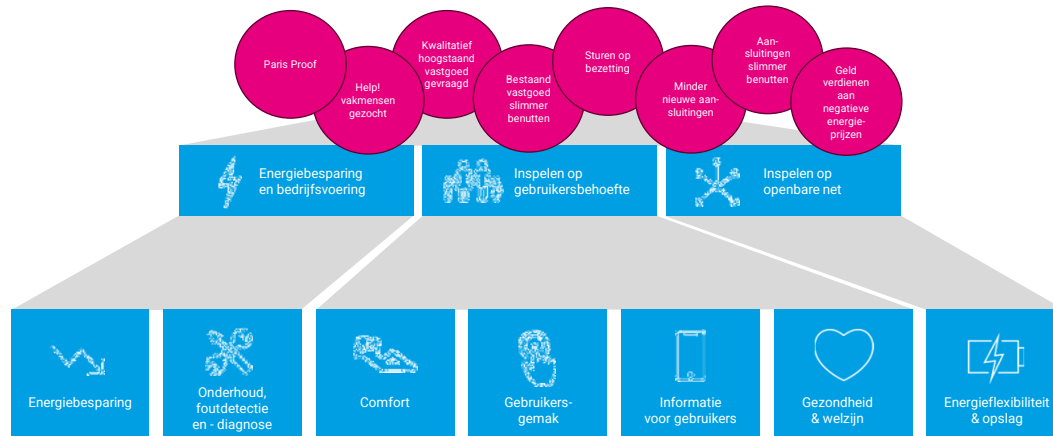 Paris Proof
Help!
vakmensen
gezocht
Kwalitatief
hoogstaand
vastgoed
gevraagd
Bestaand
vastgoed
slimmer
benutten
Sturen op
bezetting
Minder
nieuwe aan-
sluitingen
Aan-
sluitingen
slimmer
benutten
Geld
verdienen
aan
negatieve
energie-
prijzen
Energiebesparing
en bedrijfsvoering
Inspelen op
gebruikersbehoefte
Inspelen op
openbare net
Energiebesparing
Onderhoud,
foutdetectie
en - diagnose
Comfort
Gebruikers-
gemak
Informatie
voor gebruikers
Gezondheid
& welzijn
Energieflexibiliteit
& opslag